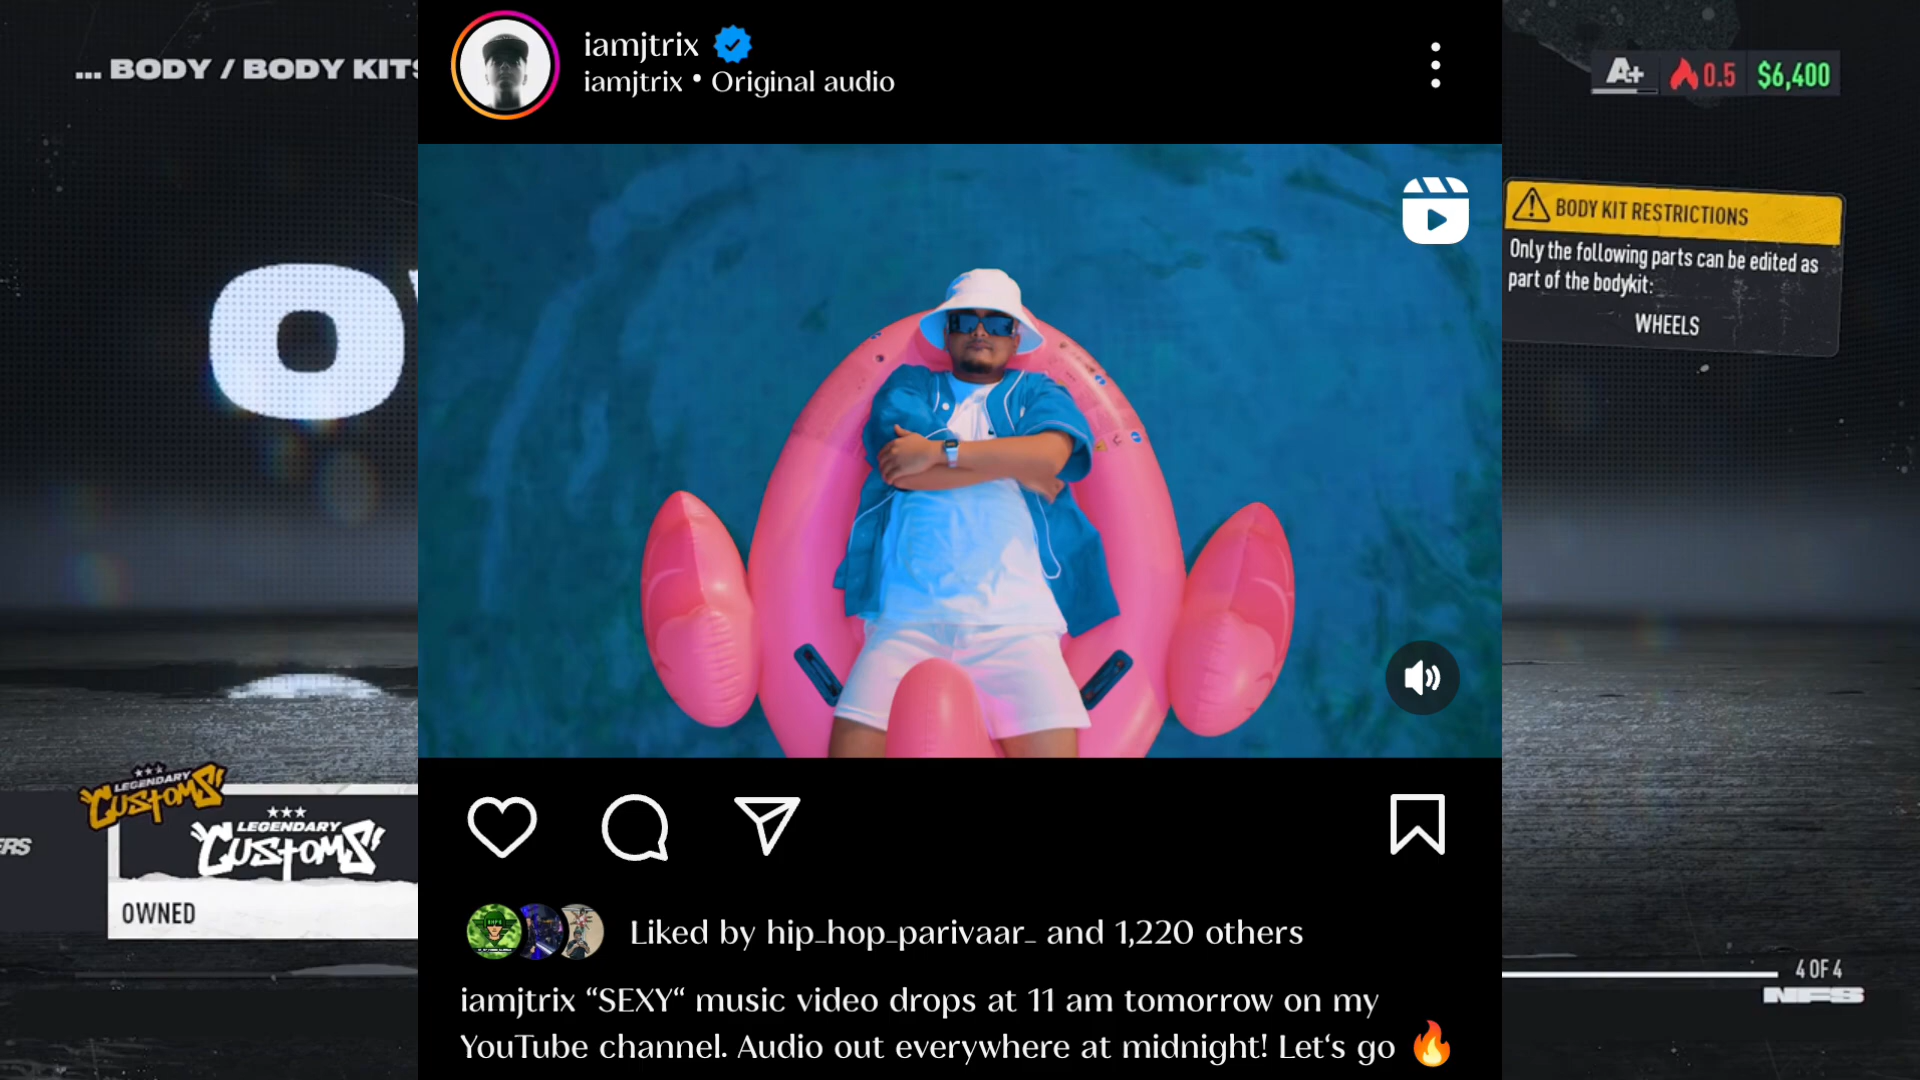 ... BODY / BODY KITS
iamjtrix
iamjtrix • Original audio
A+ 0.5 $6,400
BODY KIT RESTRICTIONS
Only the following parts can be edited as
part of the bodykit:
WHEELS
LEGENDARY
CUSTOMS
LEGENDARY
CUSTOMS
OWNED
Liked by hip_hop_parivaar_ and 1,220 others
iamjtrix “SEXY“ music video drops at 11 am tomorrow on my
YouTube channel. Audio out everywhere at midnight! Let‘s go 🔥
4 OF 4
NFS